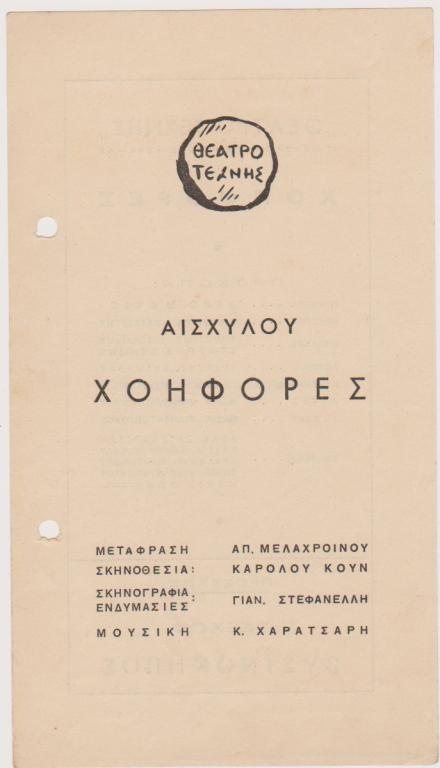 ΘΕΑΤΡΟ
ΤΕΧΝΗΣ
ΑΙΣΧΥΛΟΥ
ΧΟΗΦΟΡΕΣ
ΜΕΤΑΦΡΑΣΗ ΑΠ. ΜΕΛΑΧΡΟΙΝΟΥ
ΣΚΗΝΟΘΕΣΙΑ: ΚΑΡΟΛΟΥ ΚΟΥΝ
ΣΚΗΝΟΓΡΑΦΙΑ
ΕΝΔΥΜΑΣΙΕΣ : ΓΙΑΝ. ΣΤΕΦΑΝΕΛΛΗ
ΜΟΥΣΙΚΗ Κ. ΧΑΡΑΤΣΑΡΗ